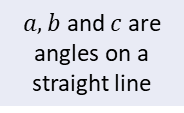 a, b and c are
angles on a
straight line